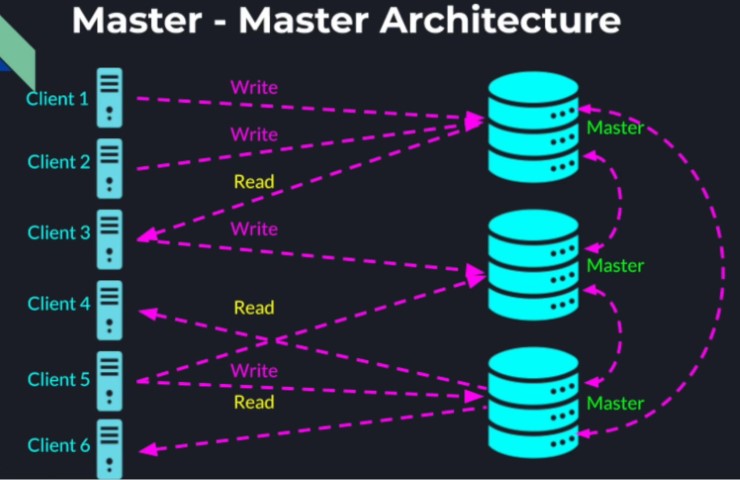 Master - Master Architecture
Client 1
Write
Master
Client 2
Write
Read
Client 3
Write
Master
Client 4
Read
Client 5
Write
Read
Master
Client 6